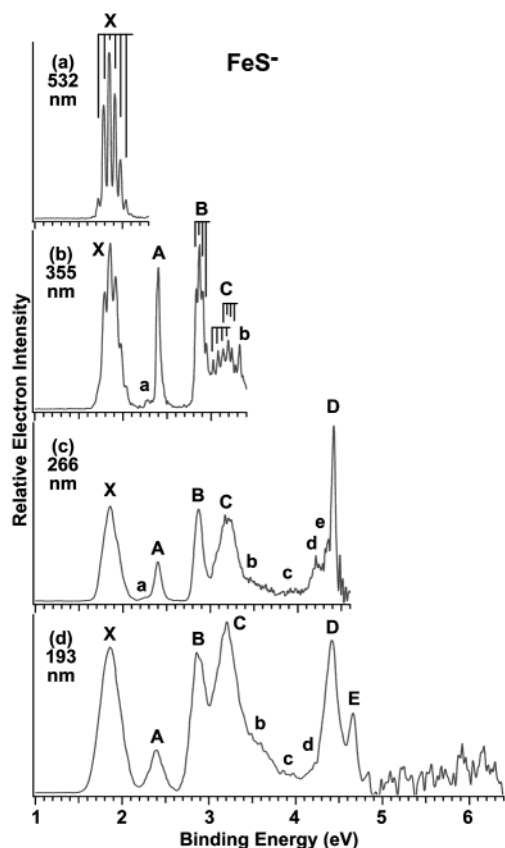 X
FeS-
(a)
532
nm
B
X
(b)
355
nm
A
C
a
b
D
(c)
266
nm
X
B
C
e
d
A
a
b
c
(d)
193
nm
X
C
B
D
E
A
b
c
d
1 2 3 4 5 6
Binding Energy (eV)
Relative Electron Intensity